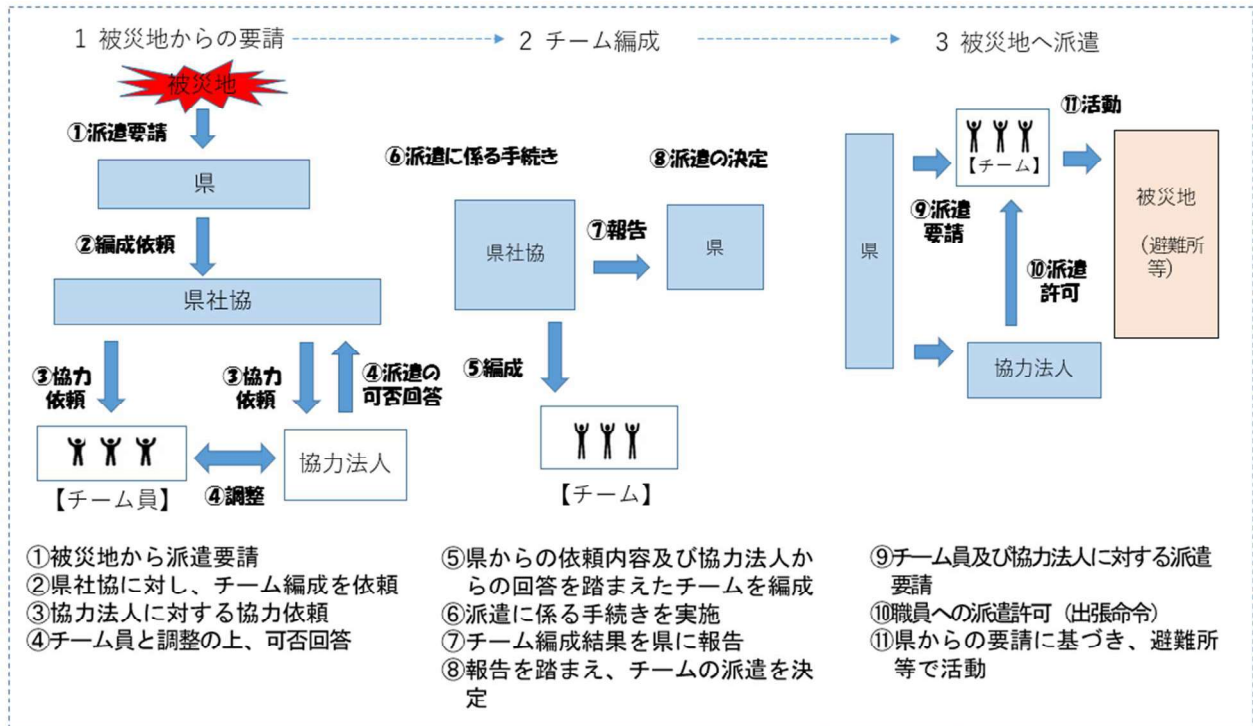 1 被災地からの要請
2 チーム編成
3 被災地へ派遣
被災地
①派遣要請
県
②編成依頼
県社協
③協力
依頼
③協力
依頼
④派遣の
可否回答
【チーム員】
④調整
協力法人
⑥派遣に係る手続き
⑧派遣の決定
県社協
⑦報告
県
⑤編成
【チーム】
⑪活動
【チーム】
県
⑨派遣
要請
⑩派遣
許可
協力法人
被災地
(避難所
等)
①被災地から派遣要請
②県社協に対し、チーム編成を依頼
③協力法人に対する協力依頼
④チーム員と調整の上、可否回答
⑤県からの依頼内容及び協力法人か
らの回答を踏まえたチームを編成
⑥派遣に係る手続きを実施
⑦チーム編成結果を県に報告
⑧報告を踏まえ、チームの派遣を決
定
⑨チーム員及び協力法人に対する派遣
要請
⑩職員への派遣許可(出張命令)
⑪県からの要請に基づき、避難所
等で活動